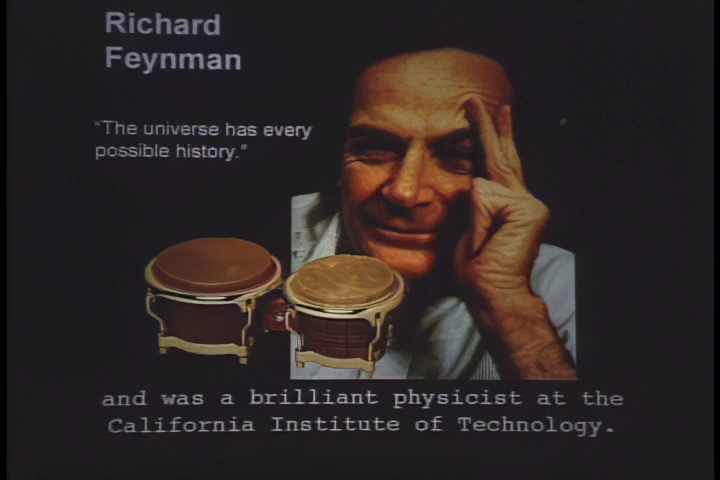 Richard
Feynman
"The universe has every
possible history."
and was a brilliant physicist at the
California Institute of Technology.